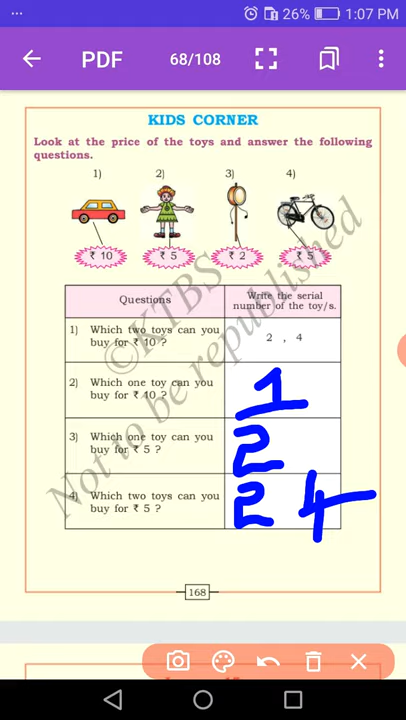 26% 1:07 PM
PDF 68/108
KIDS CORNER
Look at the price of the toys and answer the following
questions.
1) 2) 3) 4)
₹ 10 ₹ 5 ₹ 2 ₹ 5
Questions
Write the serial
number of the toy/s.
1) Which two toys can you
buy for ₹ 10 ?
2 , 4
2) Which one toy can you
buy for ₹ 10 ?
1
3) Which one toy can you
buy for ₹ 5 ?
2
4) Which two toys can you
buy for ₹ 5 ?
2 4
©KTBS
Not to be republished
168